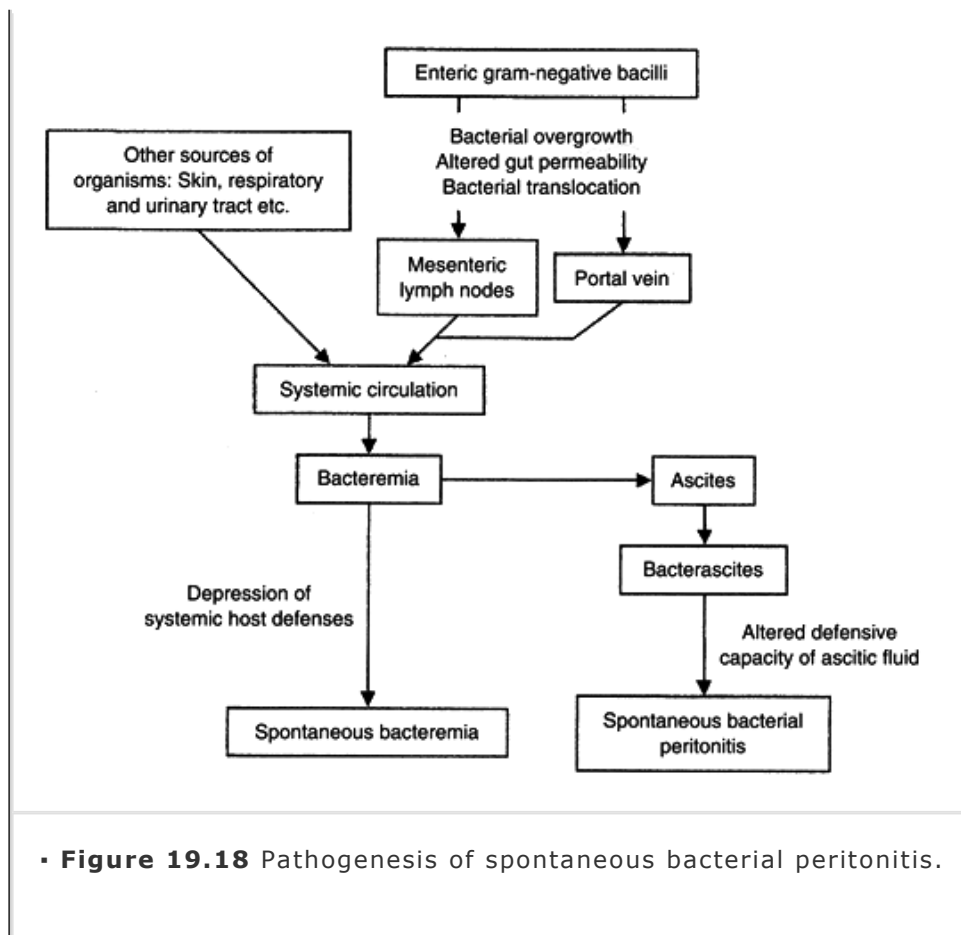 Enteric gram-negative bacilli
Bacterial overgrowth
Altered gut permeability
Bacterial translocation
Other sources of
organisms: Skin, respiratory
and urinary tract etc.
Mesenteric
lymph nodes
Portal vein
Systemic circulation
Bacteremia
Ascites
Bacterascites
Depression of
systemic host defenses
Altered defensive
capacity of ascitic fluid
Spontaneous bacteremia
Spontaneous bacterial
peritonitis
▪ Figure 19.18 Pathogenesis of spontaneous bacterial peritonitis.